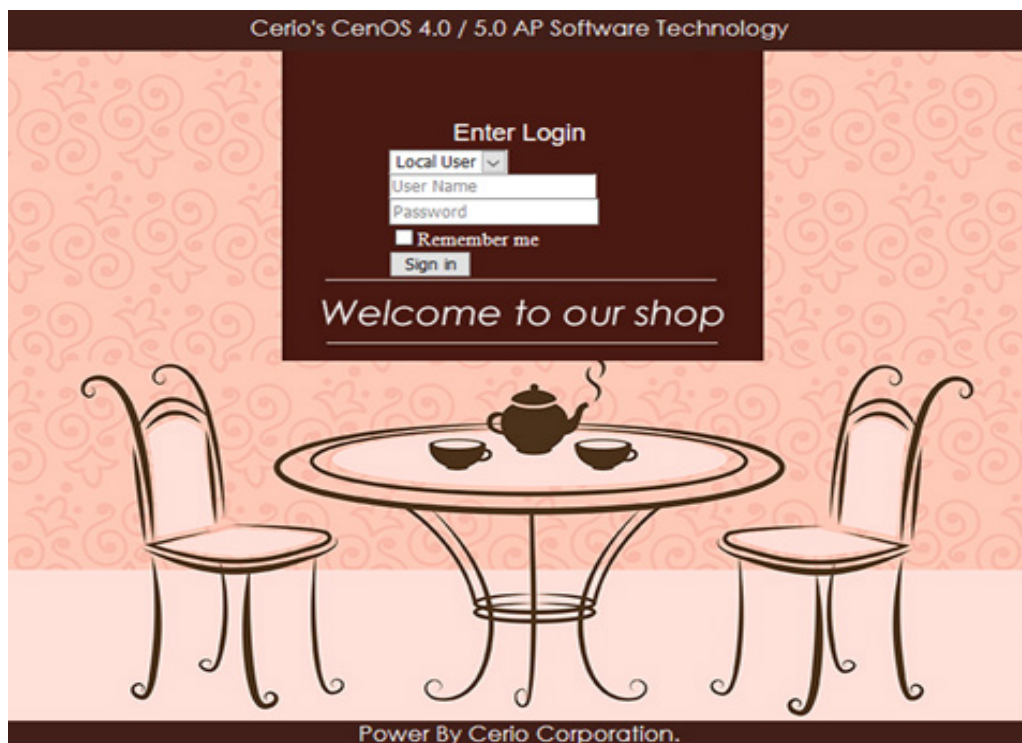 Cerio's CenOS 4.0 / 5.0 AP Software Technology
Enter Login
Local User
User Name
Password
Remember me
Sign in
Welcome to our shop
Power By Cerio Corporation.